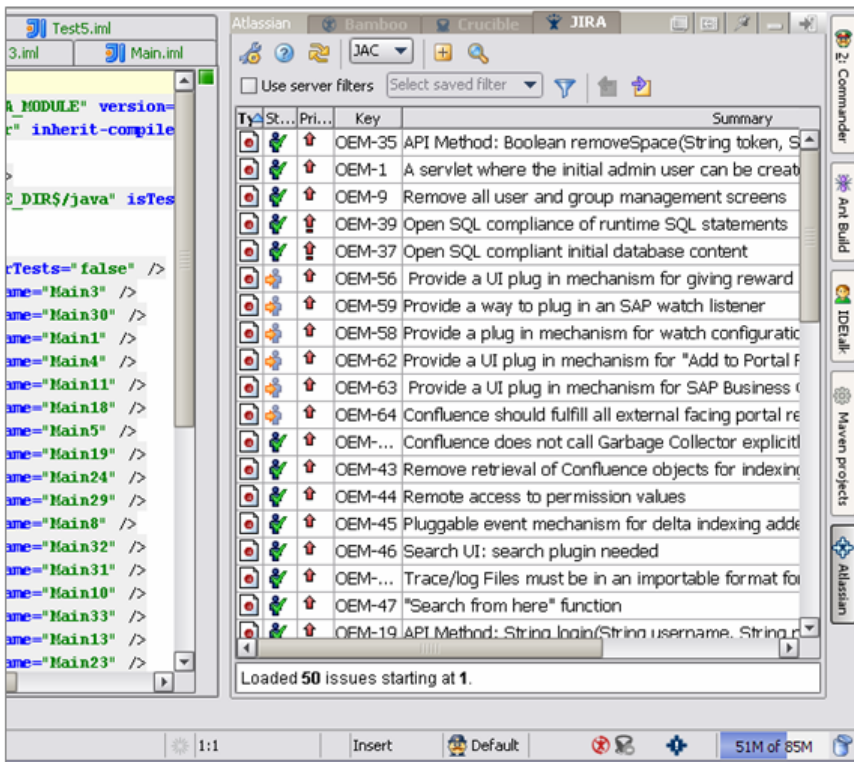 Test5.iml
3.iml Main.iml
A_MODULE" version=
r" inherit-compile
>
E_DIR$/java" isTes
rTests="false" />
ame="Main3" />
ame="Main30" />
ame="Main1" />
ame="Main4" />
ame="Main11" />
ame="Main18" />
ame="Main5" />
ame="Main19" />
ame="Main24" />
ame="Main29" />
ame="Main8" />
ame="Main32" />
ame="Main31" />
ame="Main10" />
ame="Main33" />
ame="Main13" />
ame="Main23" />
Atlassian Bamboo Crucible JIRA
JAC
Use server filters Select saved filter
Ty St... Pri... Key Summary
OEM-35 API Method: Boolean removeSpace(String token, S
OEM-1 A servlet where the initial admin user can be creat
OEM-9 Remove all user and group management screens
OEM-39 Open SQL compliance of runtime SQL statements
OEM-37 Open SQL compliant initial database content
OEM-56 Provide a UI plug in mechanism for giving reward
OEM-59 Provide a way to plug in an SAP watch listener
OEM-58 Provide a plug in mechanism for watch configuratic
OEM-62 Provide a UI plug in mechanism for "Add to Portal F
OEM-63 Provide a UI plug in mechanism for SAP Business
OEM-64 Confluence should fulfill all external facing portal re
OEM-... Confluence does not call Garbage Collector explicitl
OEM-43 Remove retrieval of Confluence objects for indexing
OEM-44 Remote access to permission values
OEM-45 Pluggable event mechanism for delta indexing adde
OEM-46 Search UI: search plugin needed
OEM-... Trace/log Files must be in an importable format for
OEM-47 "Search from here" function
OEM-19 API Method: String login(String username, String p
Loaded 50 issues starting at 1.
2: Commander
Ant Build
IDEtalk
Maven projects
Atlassian
1:1 Insert Default 51M of 85M